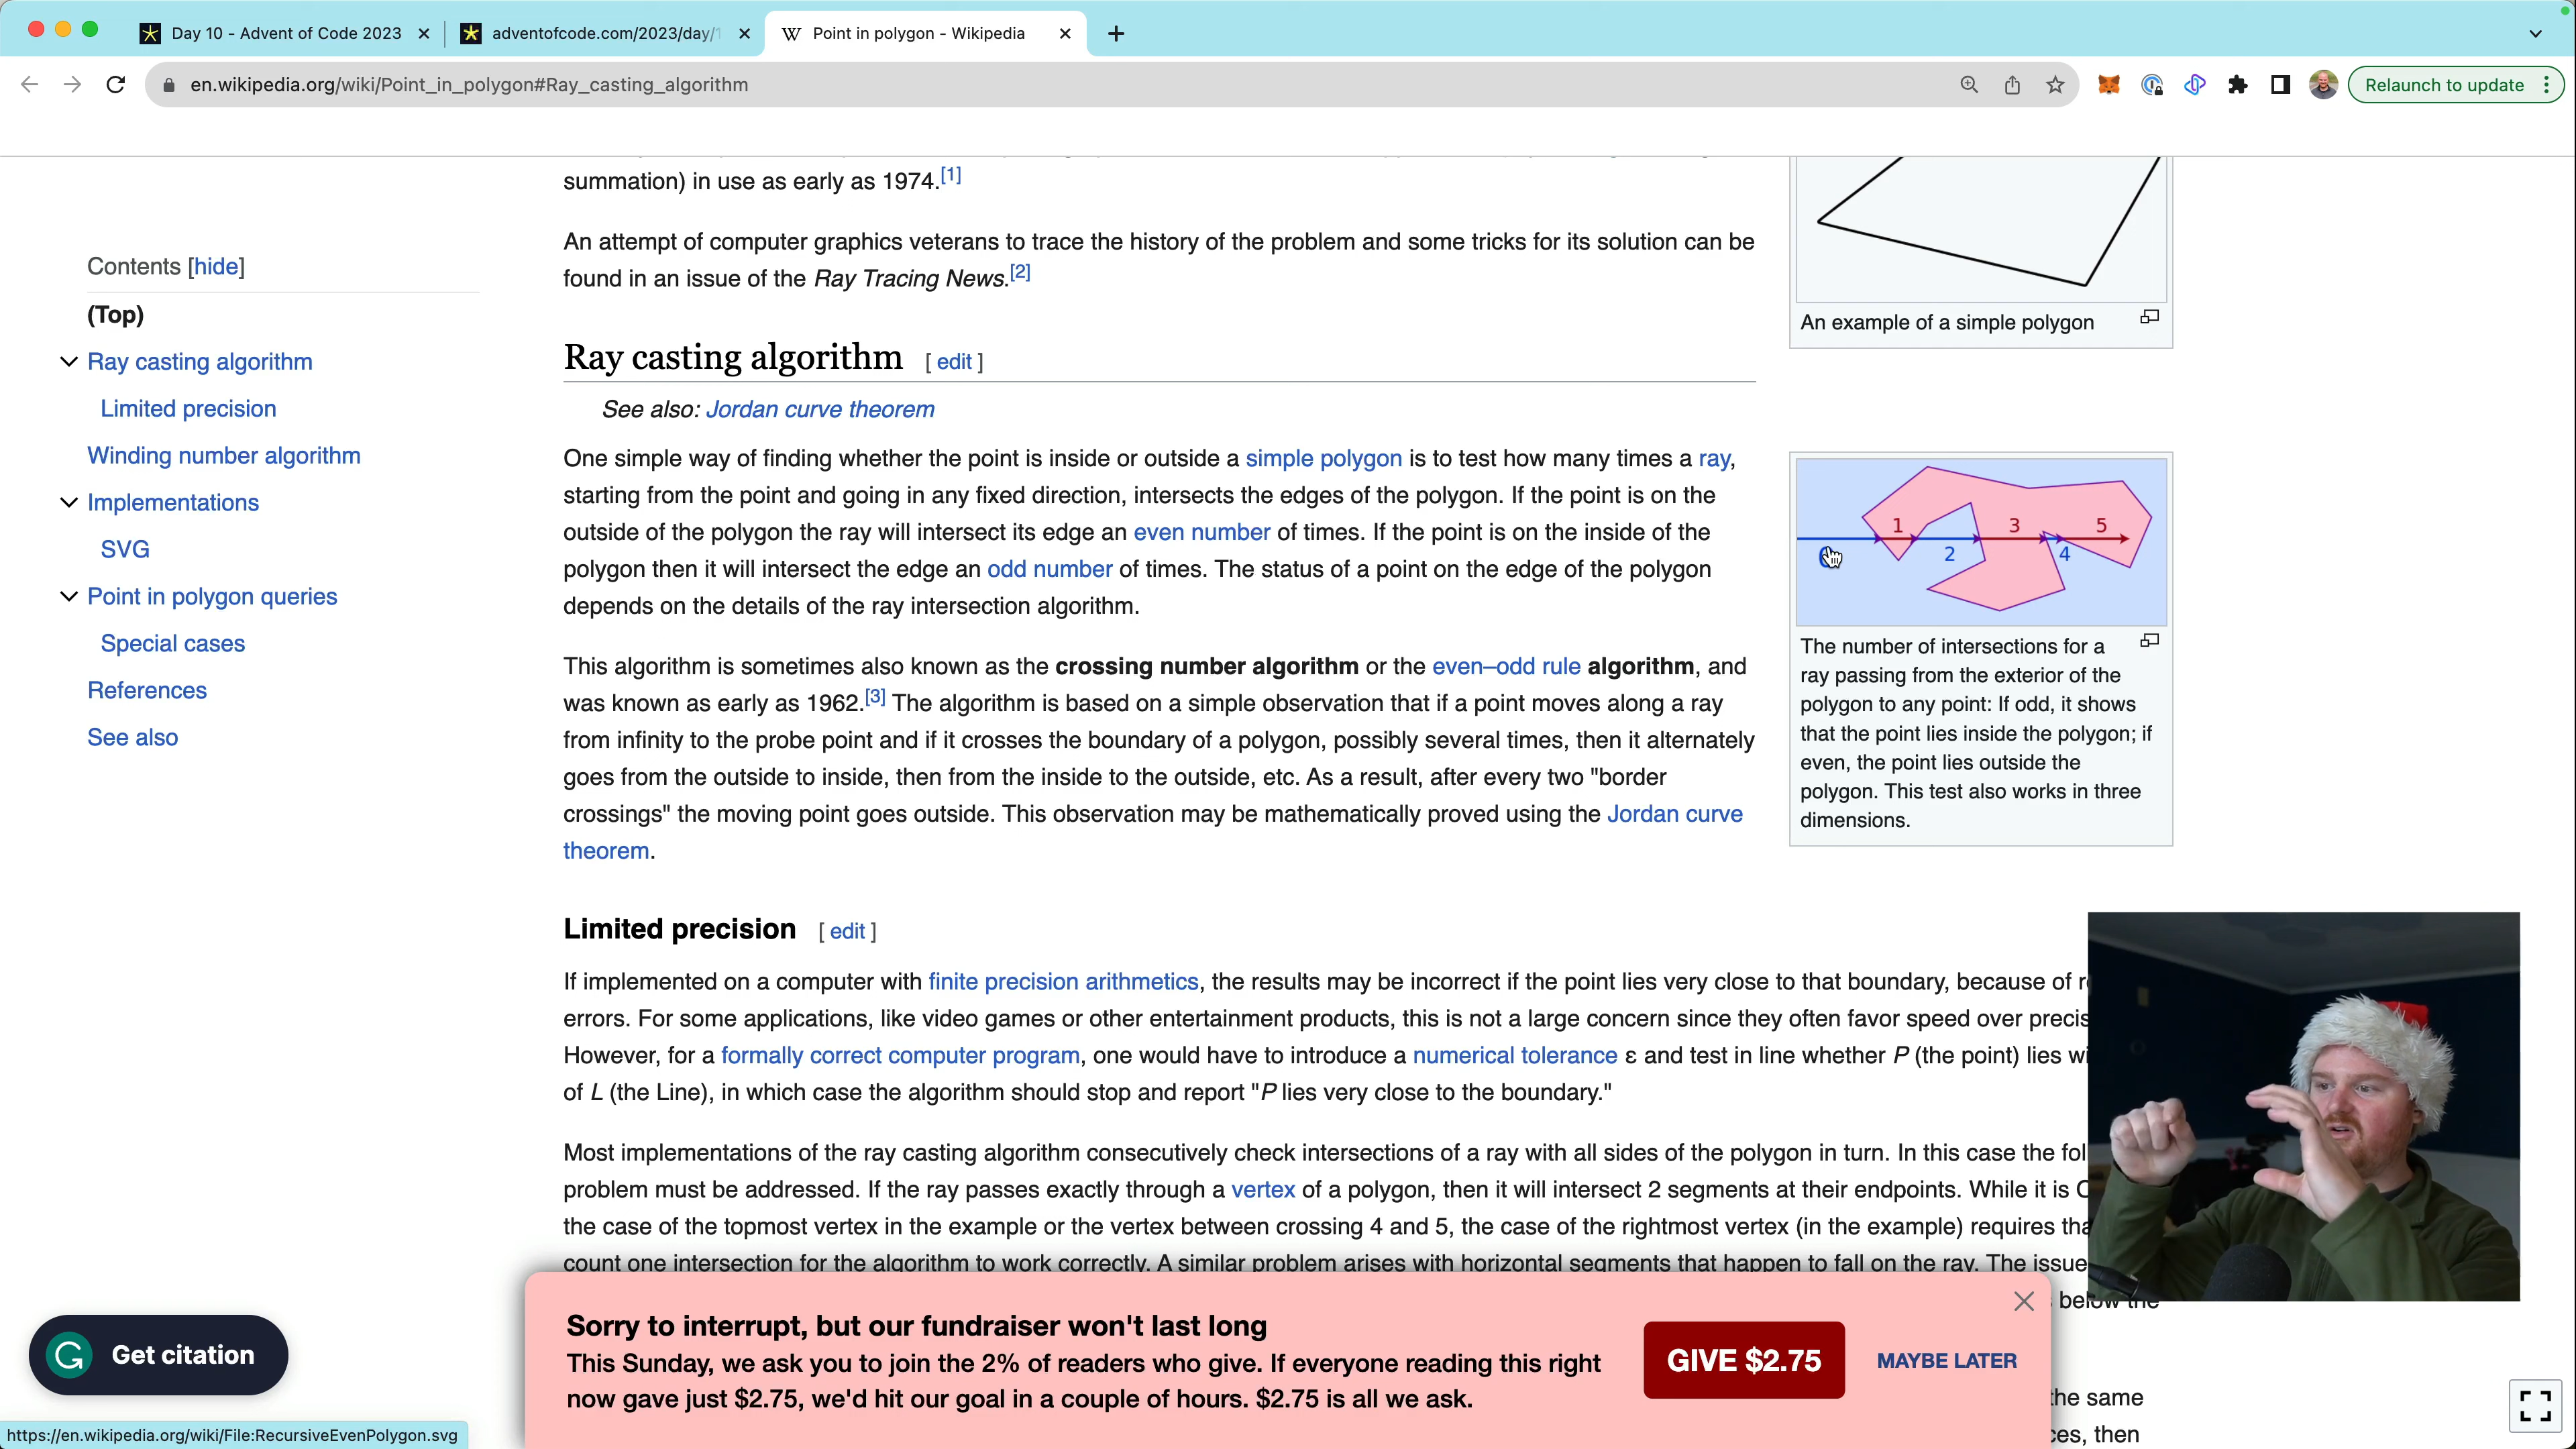 Day 10 - Advent of Code 2023
adventofcode.com/2023/day/
Point in polygon - Wikipedia
en.wikipedia.org/wiki/Point_in_polygon#Ray_casting_algorithm
Relaunch to update
Contents [hide]
(Top)
Ray casting algorithm
Limited precision
Winding number algorithm
Implementations
SVG
Point in polygon queries
Special cases
References
See also
summation) in use as early as 1974.[1]
An attempt of computer graphics veterans to trace the history of the problem and some tricks for its solution can be
found in an issue of the Ray Tracing News.[2]
Ray casting algorithm [ edit ]
See also: Jordan curve theorem
One simple way of finding whether the point is inside or outside a simple polygon is to test how many times a ray,
starting from the point and going in any fixed direction, intersects the edges of the polygon. If the point is on the
outside of the polygon the ray will intersect its edge an even number of times. If the point is on the inside of the
polygon then it will intersect the edge an odd number of times. The status of a point on the edge of the polygon
depends on the details of the ray intersection algorithm.
This algorithm is sometimes also known as the crossing number algorithm or the even–odd rule algorithm, and
was known as early as 1962.[3] The algorithm is based on a simple observation that if a point moves along a ray
from infinity to the probe point and if it crosses the boundary of a polygon, possibly several times, then it alternately
goes from the outside to inside, then from the inside to the outside, etc. As a result, after every two "border
crossings" the moving point goes outside. This observation may be mathematically proved using the Jordan curve
theorem.
An example of a simple polygon
1 3 5
2 4
The number of intersections for a
ray passing from the exterior of the
polygon to any point: If odd, it shows
that the point lies inside the polygon; if
even, the point lies outside the
polygon. This test also works in three
dimensions.
Limited precision [ edit ]
If implemented on a computer with finite precision arithmetics, the results may be incorrect if the point lies very close to that boundary, because of
errors. For some applications, like video games or other entertainment products, this is not a large concern since they often favor speed over
However, for a formally correct computer program, one would have to introduce a numerical tolerance ε and test in line whether P (the point) lies
of L (the Line), in which case the algorithm should stop and report "P lies very close to the boundary."
Most implementations of the ray casting algorithm consecutively check intersections of a ray with all sides of the polygon in turn. In this case the
problem must be addressed. If the ray passes exactly through a vertex of a polygon, then it will intersect 2 segments at their endpoints. While it is
the case of the topmost vertex in the example or the vertex between crossing 4 and 5, the case of the rightmost vertex (in the example) requires
count one intersection for the algorithm to work correctly. A similar problem arises with horizontal segments that happen to fall on the ray. The issue
below the
the same
then
Sorry to interrupt, but our fundraiser won't last long
This Sunday, we ask you to join the 2% of readers who give. If everyone reading this right
now gave just $2.75, we'd hit our goal in a couple of hours. $2.75 is all we ask.
GIVE $2.75
MAYBE LATER
Get citation
https://en.wikipedia.org/wiki/File:RecursiveEvenPolygon.svg